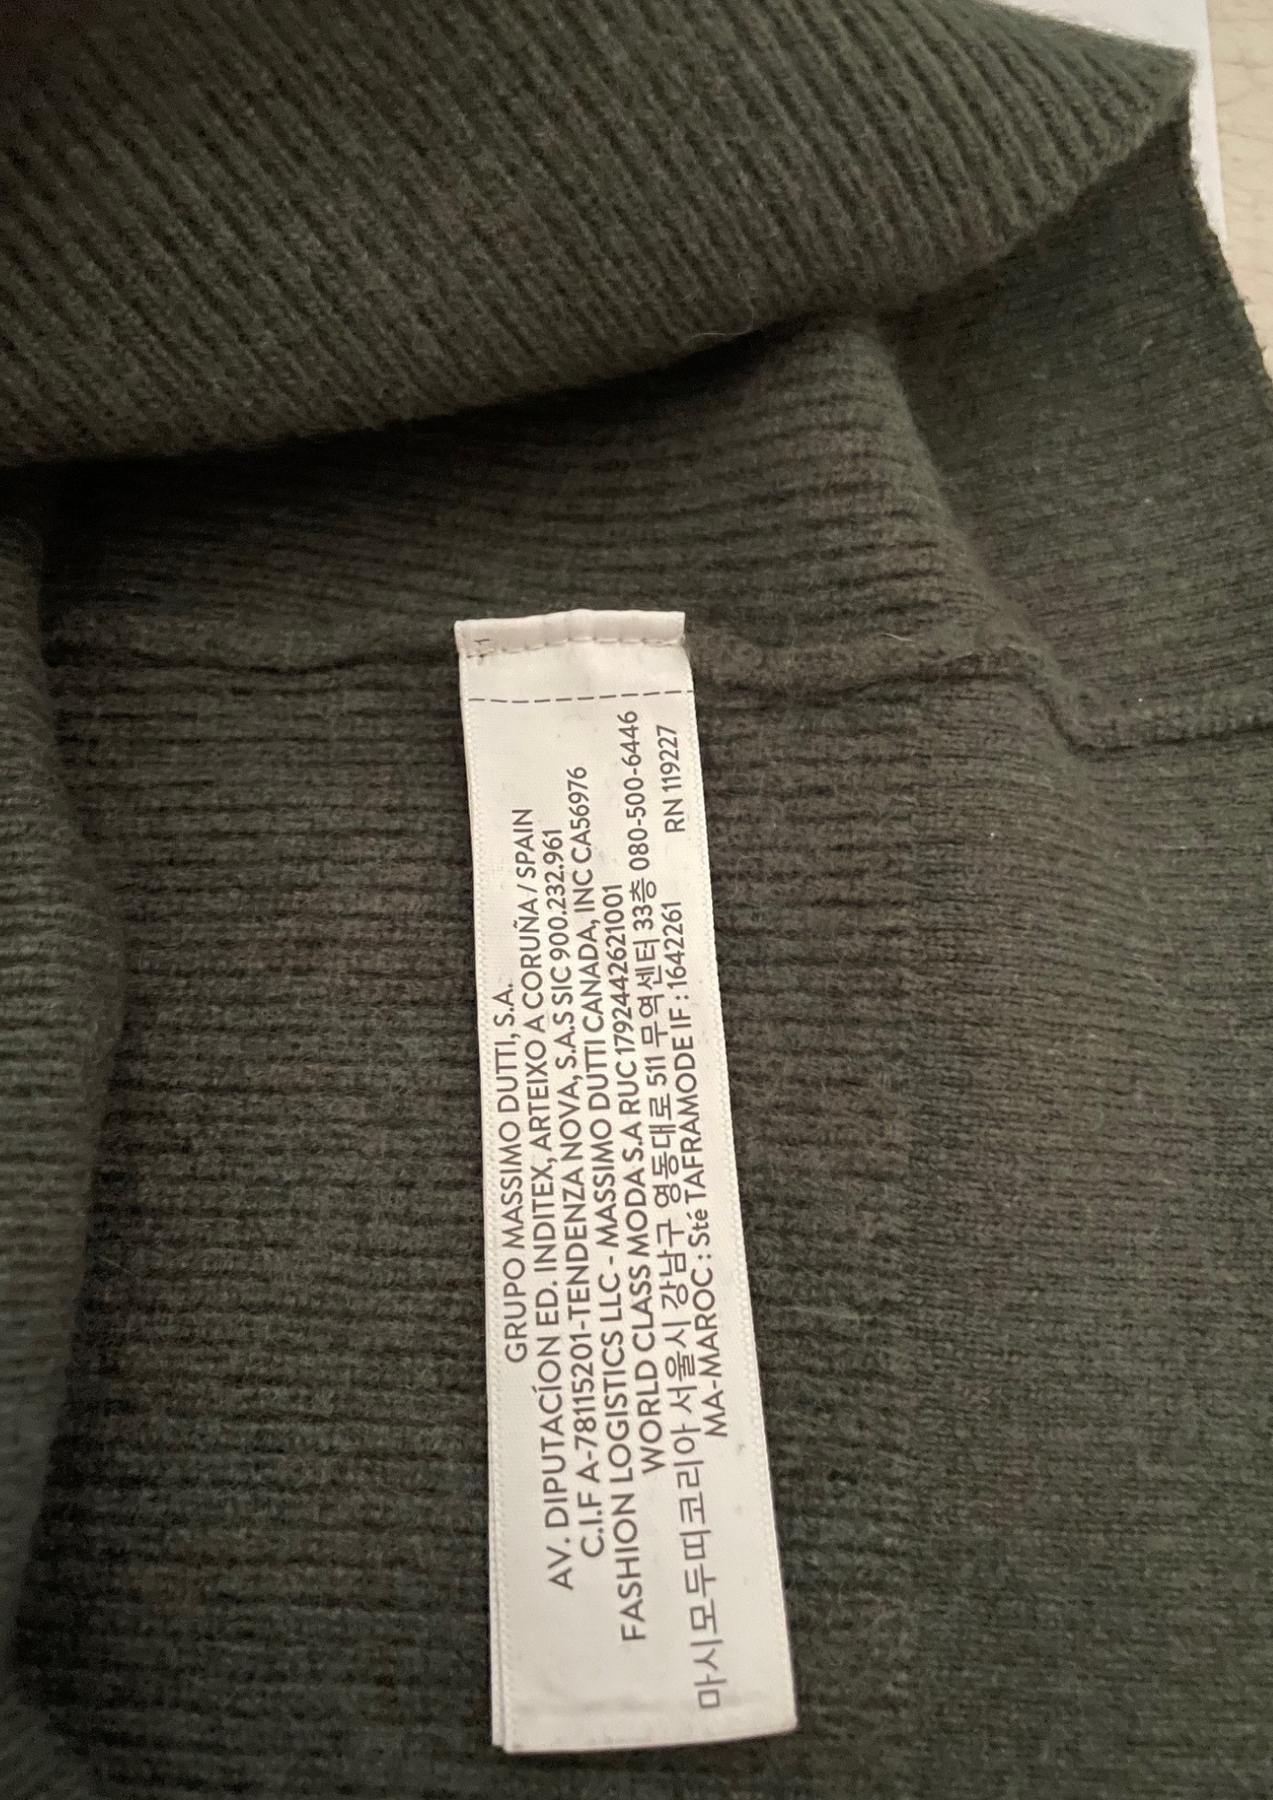 1
GRUPO MASSIMO DUTTI, S.A.
AV. DIPUTACÍON ED. INDITEX, ARTEIXO A CORUÑA / SPAIN
C.I.F A-78115201-TENDENZA NOVA, S.A.S SIC 900.232.961
FASHION LOGISTICS LLC - MASSIMO DUTTI CANADA, INC CA56976
WORLD CLASS MODA S.A RUC 1792442621001
마시모두띠코리아 서울시 강남구 영동대로 511 무역센터 33층 080-500-6446
MA-MAROC : Sté TAFRAMODE IF : 1642261 RN 119227